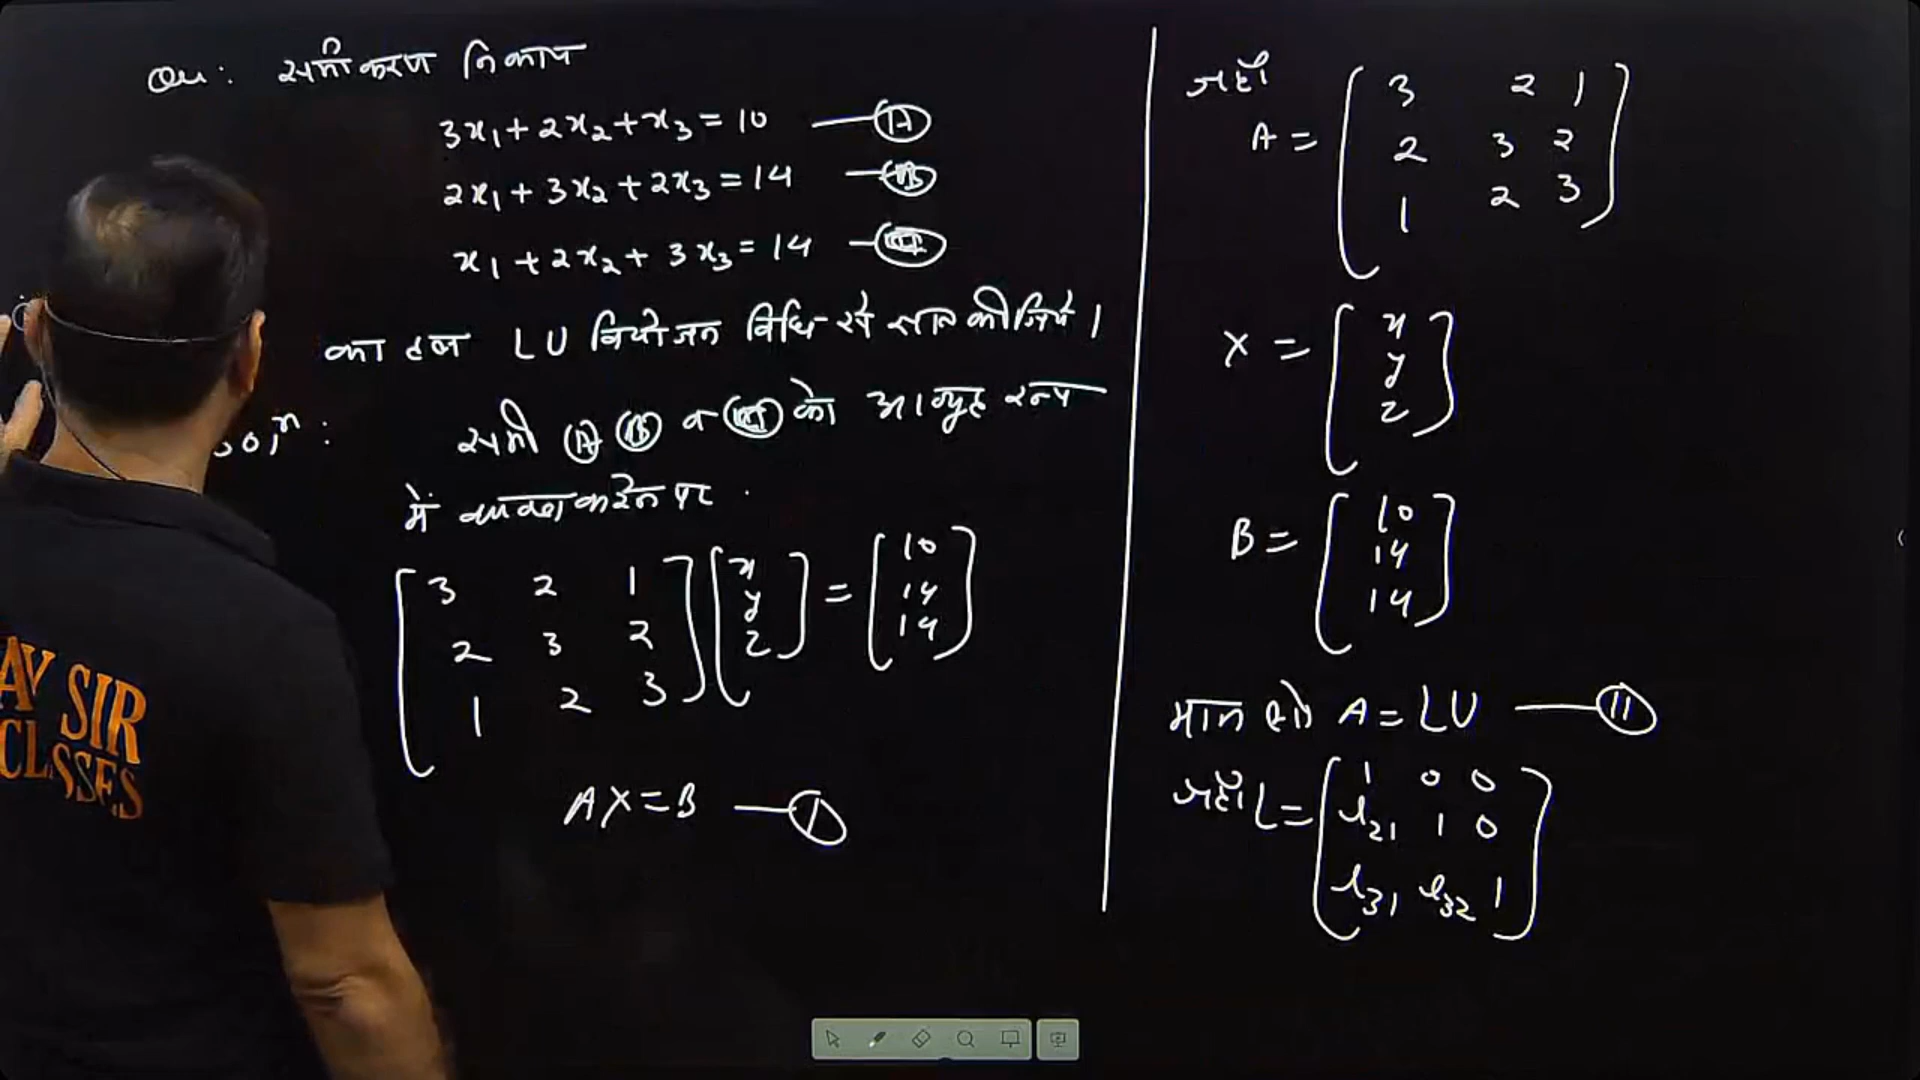 Qu: समीकरण निकाय
3x₁ + 2x₂ + x₃ = 10 — A
2x₁ + 3x₂ + 2x₃ = 14 — B
x₁ + 2x₂ + 3x₃ = 14
का हल LU वियोजन विधि से ज्ञात कीजिये।
समी A B व को आव्यूह रूप
में व्यक्त करने पर
[3 2 1] [x] = [10]
[2 3 2] [y] [14]
[1 2 3] [z] [14]
AX = B — I
जहाँ
A = [3 2 1]
[2 3 2]
[1 2 3]
X = [x]
[y]
[z]
B = [10]
[14]
[14]
मान लो A = LU — II
जहाँ L = [1 0 0]
[l₂₁ 1 0]
[l₃₁ l₃₂ 1]
AY SIR
CLASSES